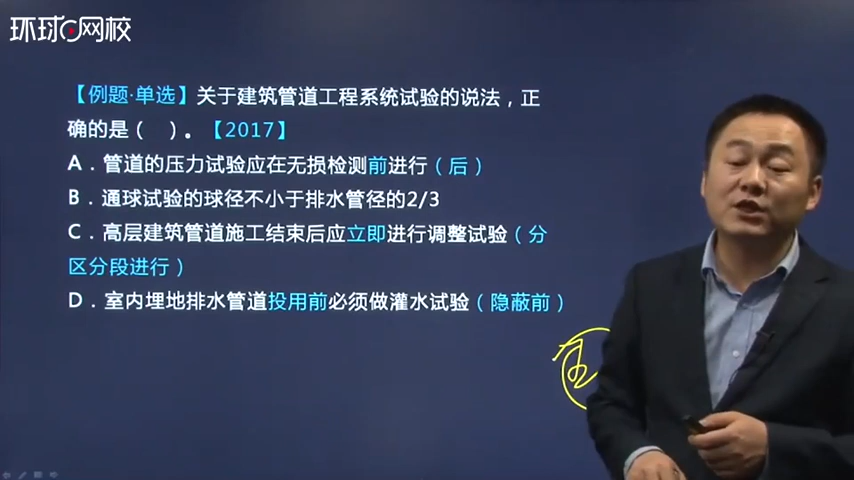 环球网校
【例题·单选】关于建筑管道工程系统试验的说法，正
确的是（ ）。【2017】
A．管道的压力试验应在无损检测前进行（后）
B．通球试验的球径不小于排水管径的2/3
C．高层建筑管道施工结束后应立即进行调整试验（分
区分段进行）
D．室内埋地排水管道投用前必须做灌水试验（隐蔽前）